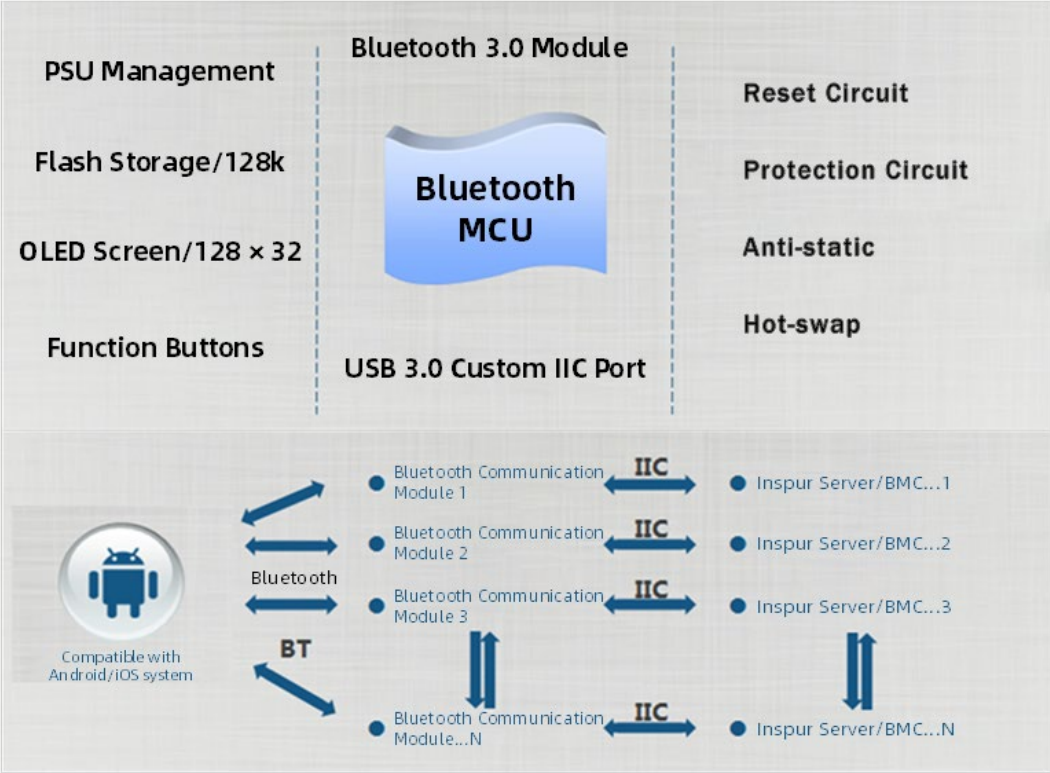 PSU Management
Flash Storage/128k
OLED Screen/128 × 32
Function Buttons
Bluetooth 3.0 Module
Bluetooth
MCU
USB 3.0 Custom IIC Port
Reset Circuit
Protection Circuit
Anti-static
Hot-swap
Compatible with
Android/iOS system
Bluetooth
BT
Bluetooth Communication
Module 1
IIC
Inspur Server/BMC...1
Bluetooth Communication
Module 2
IIC
Inspur Server/BMC...2
Bluetooth Communication
Module 3
IIC
Inspur Server/BMC...3
Bluetooth Communication
Module...N
IIC
Inspur Server/BMC...N